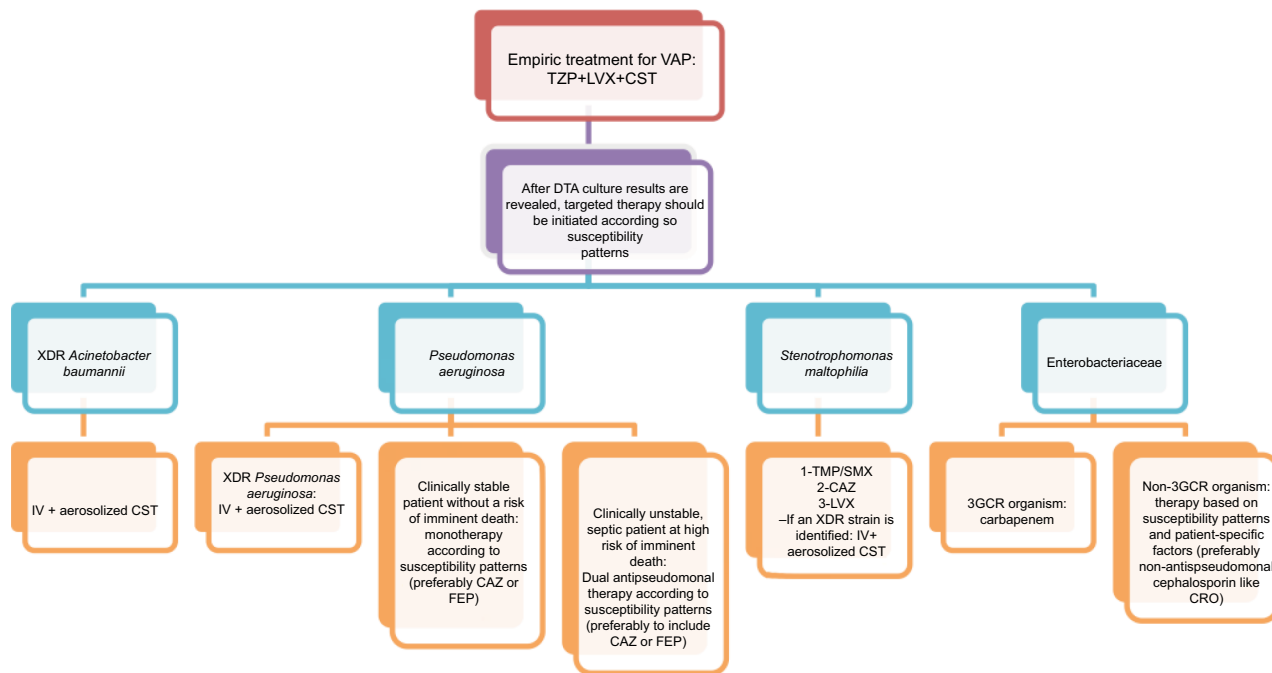 Empiric treatment for VAP:
TZP+LVX+CST
After DTA culture results are
revealed, targeted therapy should
be initiated according so
susceptibility
patterns
XDR Acinetobacter
baumannii
Pseudomonas
aeruginosa
Stenotrophomonas
maltophilia
Enterobacteriaceae
IV + aerosolized CST
XDR Pseudomonas
aeruginosa:
IV + aerosolized CST
Clinically stable
patient without a risk
of imminent death:
monotherapy
according to
susceptibility patterns
(preferably CAZ or
FEP)
Clinically unstable,
septic patient at high
risk of imminent
death:
Dual antipseudomonal
therapy according to
susceptibility patterns
(preferably to include
CAZ or FEP)
1-TMP/SMX
2-CAZ
3-LVX
–If an XDR strain is
identified: IV+
aerosolized CST
3GCR organism:
carbapenem
Non-3GCR organism:
therapy based on
susceptibility patterns
and patient-specific
factors (preferably
non-antispseudomonal
cephalosporin like
CRO)